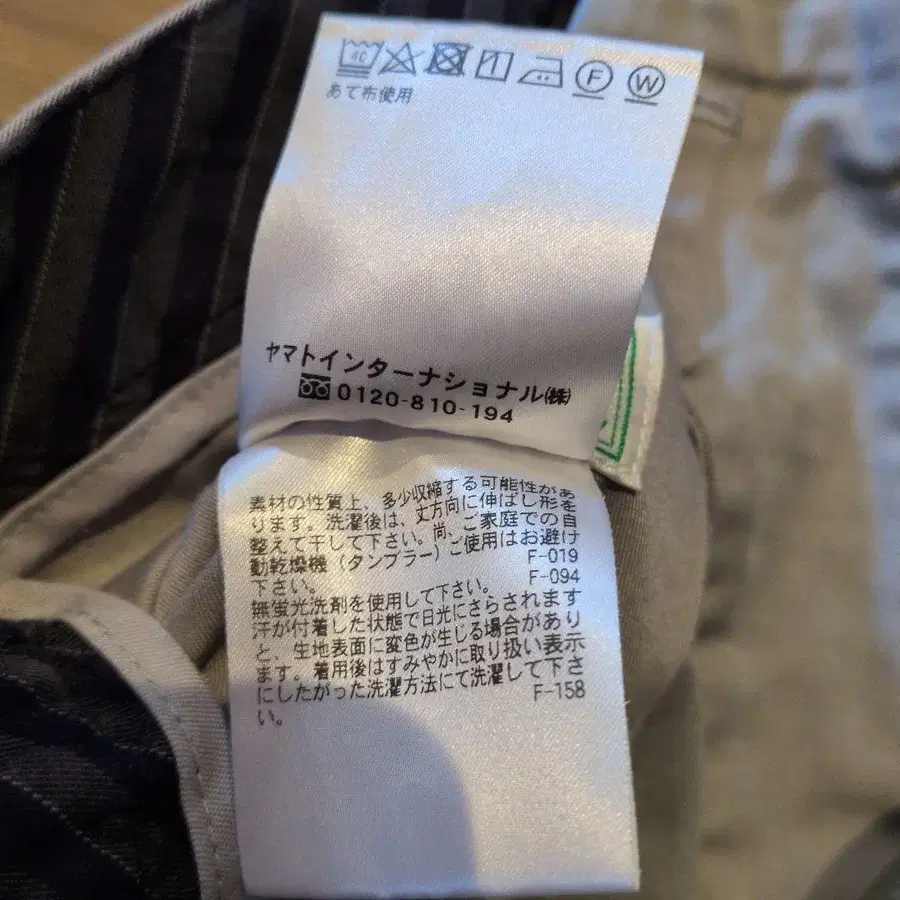 40
F
W
あて布使用
ヤマトインターナショナル㈱
0120-810-194
素材の性質上、多少収縮する可能性があ
ります。洗濯後は、丈方向に伸ばし形を
整えて干して下さい。尚、ご家庭での自
動乾燥機（タンブラー）ご使用はお避け
下さい。
F-019
F-094
無蛍光洗剤を使用して下さい。
汗が付着した状態で日光にさらされます
と、生地表面に変色が生じる場合があり
ます。着用後はすみやかに取り扱い表示
にしたがった洗濯方法にて洗濯して下さ
い。
F-158